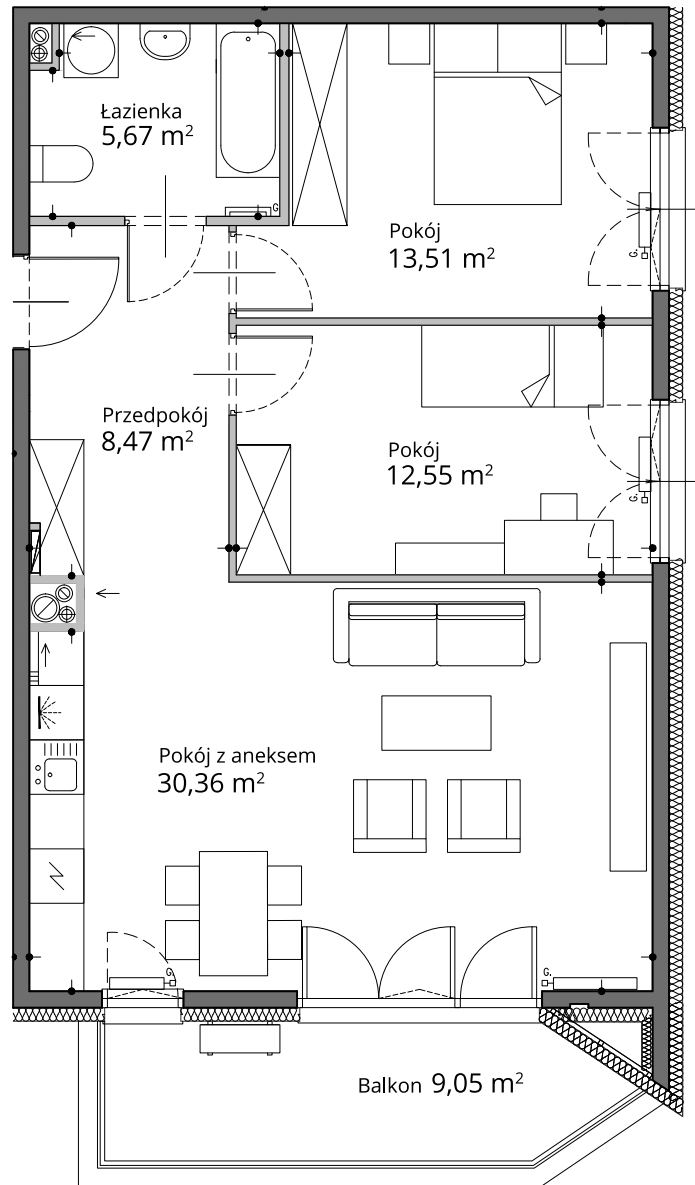 Łazienka
5,67 m²
G
Pokój
13,51 m²
G.
Przedpokój
8,47 m²
Pokój
12,55 m²
G.
Pokój z aneksem
30,36 m²
G.
G.
Balkon 9,05 m²